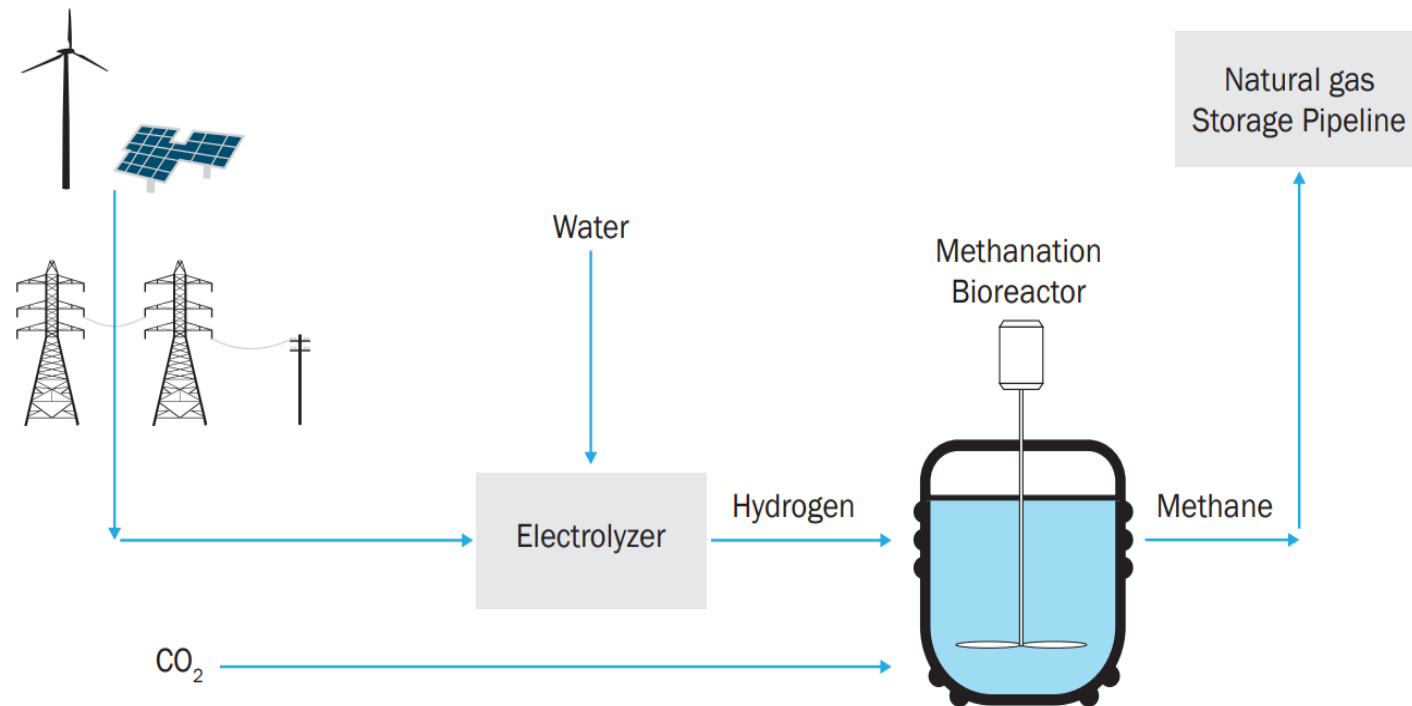 Natural gas
Storage Pipeline
Water
Methanation
Bioreactor
Electrolyzer
Hydrogen
Methane
CO₂